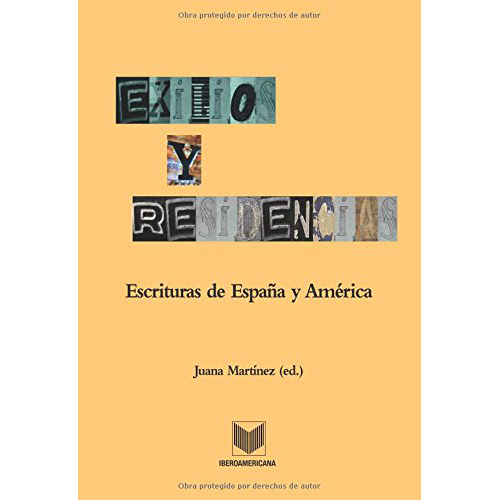 Obra protegido por derechos de autor
EXiLiOS
Y
RESiDENCiAS
Escrituras de España y América
Juana Martínez (ed.)
IBEROAMERICANA
Obra protegido por derechos de autor